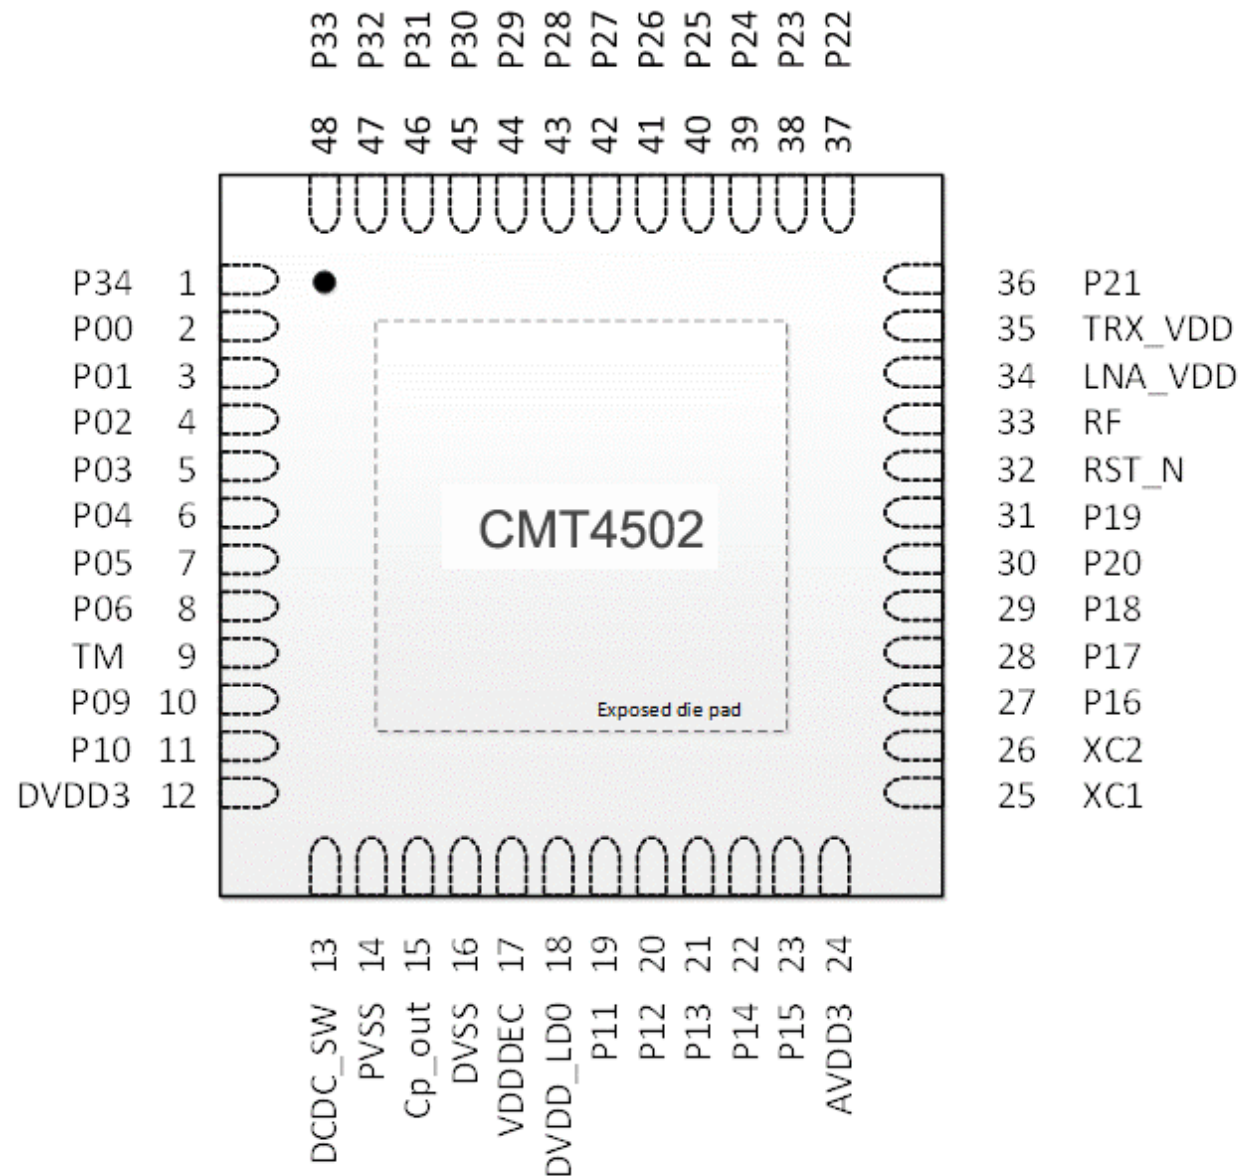 P33 P32 P31 P30 P29 P28 P27 P26 P25 P24 P23 P22
48 47 46 45 44 43 42 41 40 39 38 37
P34 1 36 P21
P00 2 35 TRX_VDD
P01 3 34 LNA_VDD
P02 4 33 RF
P03 5 32 RST_N
P04 6 31 P19
P05 7 30 P20
P06 8 29 P18
TM 9 28 P17
P09 10 27 P16
P10 11 26 XC2
DVDD3 12 25 XC1
CMT4502
Exposed die pad
13 14 15 16 17 18 19 20 21 22 23 24
DCDC_SW PVSS Cp_out DVSS VDDDEC DVDD_LD0 P11 P12 P13 P14 P15 AVDD3